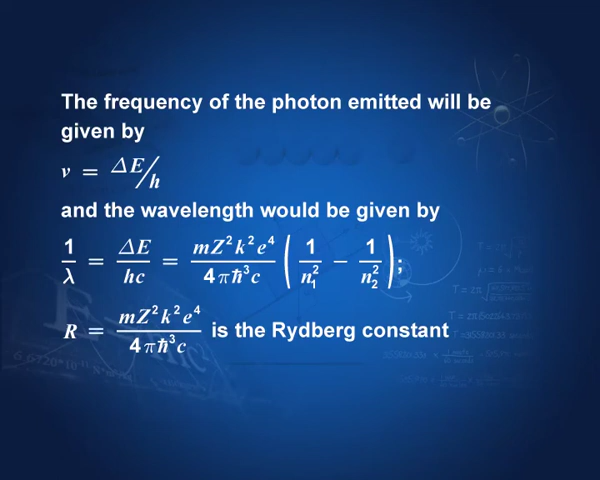 The frequency of the photon emitted will be
given by
ν = ΔE/h
and the wavelength would be given by
1/λ = ΔE/hc = mZ²k²e⁴/4πħ³c (1/n₁² − 1/n₂²);
R = mZ²k²e⁴/4πħ³c is the Rydberg constant